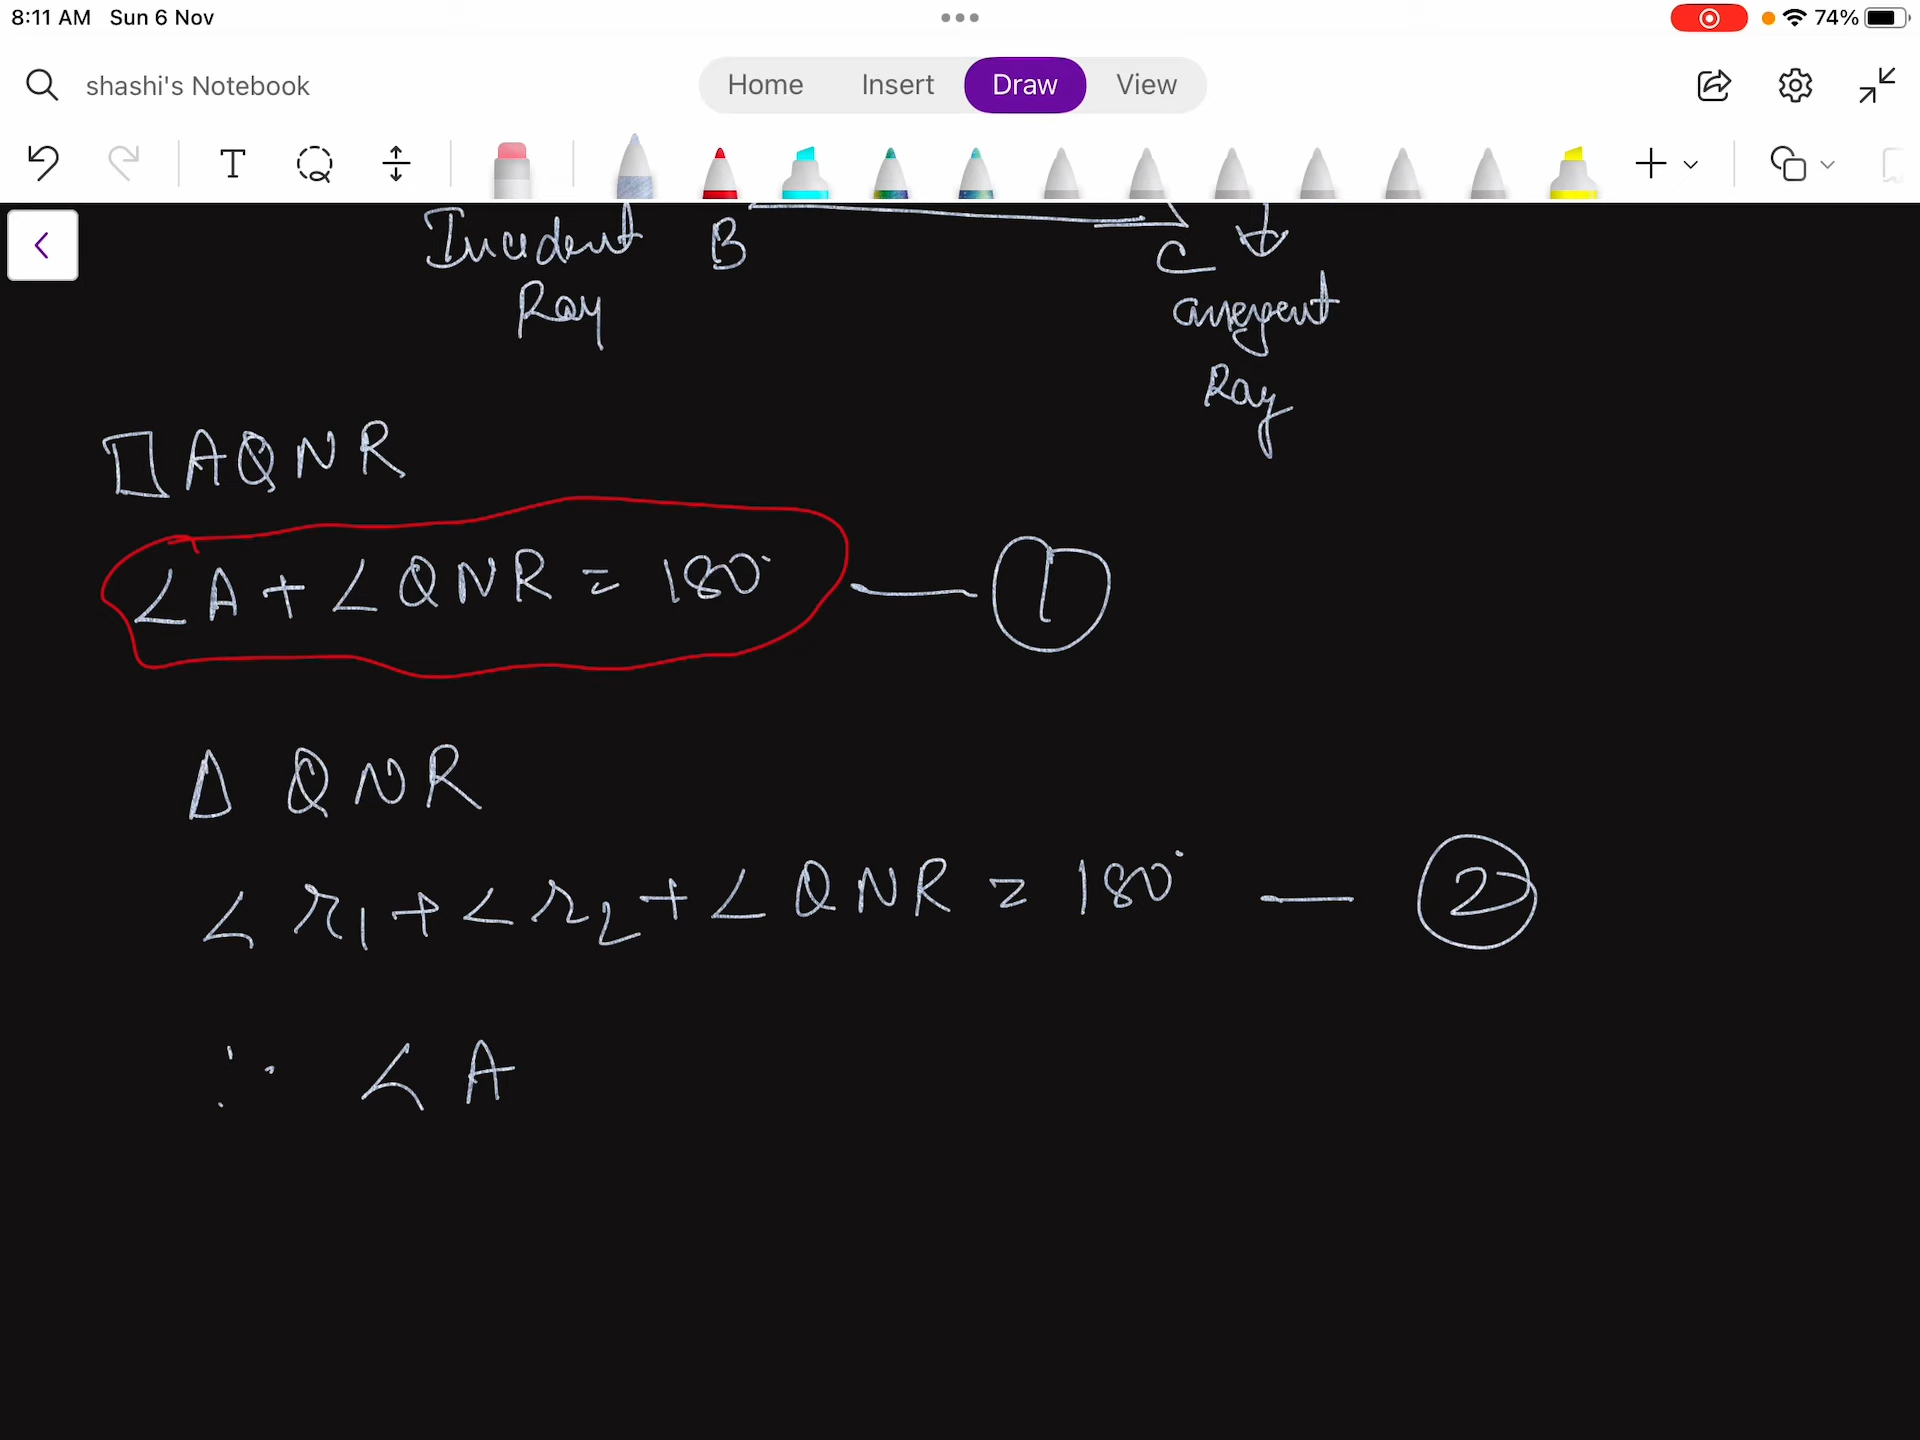 8:11 AM Sun 6 Nov
74%
shashi's Notebook
Home Insert Draw View
T
Incident B
Ray
C
emergent
Ray
□AQNR
∠A + ∠QNR = 180° — ①
Δ QNR
∠r₁ + ∠r₂ + ∠QNR = 180° — ②
∴ ∠A